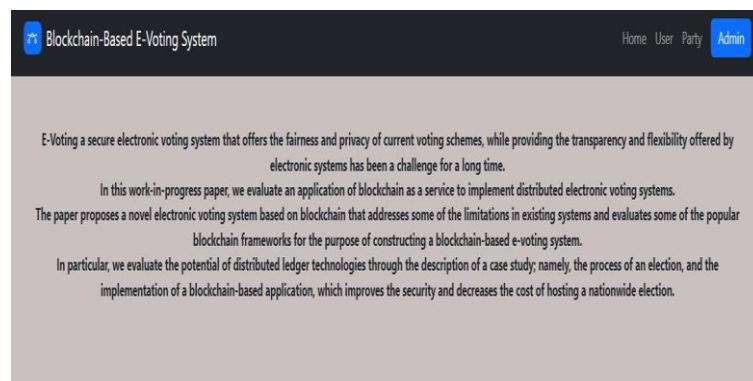 Blockchain-Based E-Voting System
Home User Party Admin
E-Voting a secure electronic voting system that offers the fairness and privacy of current voting schemes, while providing the transparency and flexibility offered by
electronic systems has been a challenge for a long time.
In this work-in-progress paper, we evaluate an application of blockchain as a service to implement distributed electronic voting systems.
The paper proposes a novel electronic voting system based on blockchain that addresses some of the limitations in existing systems and evaluates some of the popular
blockchain frameworks for the purpose of constructing a blockchain-based e-voting system.
In particular, we evaluate the potential of distributed ledger technologies through the description of a case study; namely, the process of an election, and the
implementation of a blockchain-based application, which improves the security and decreases the cost of hosting a nationwide election.